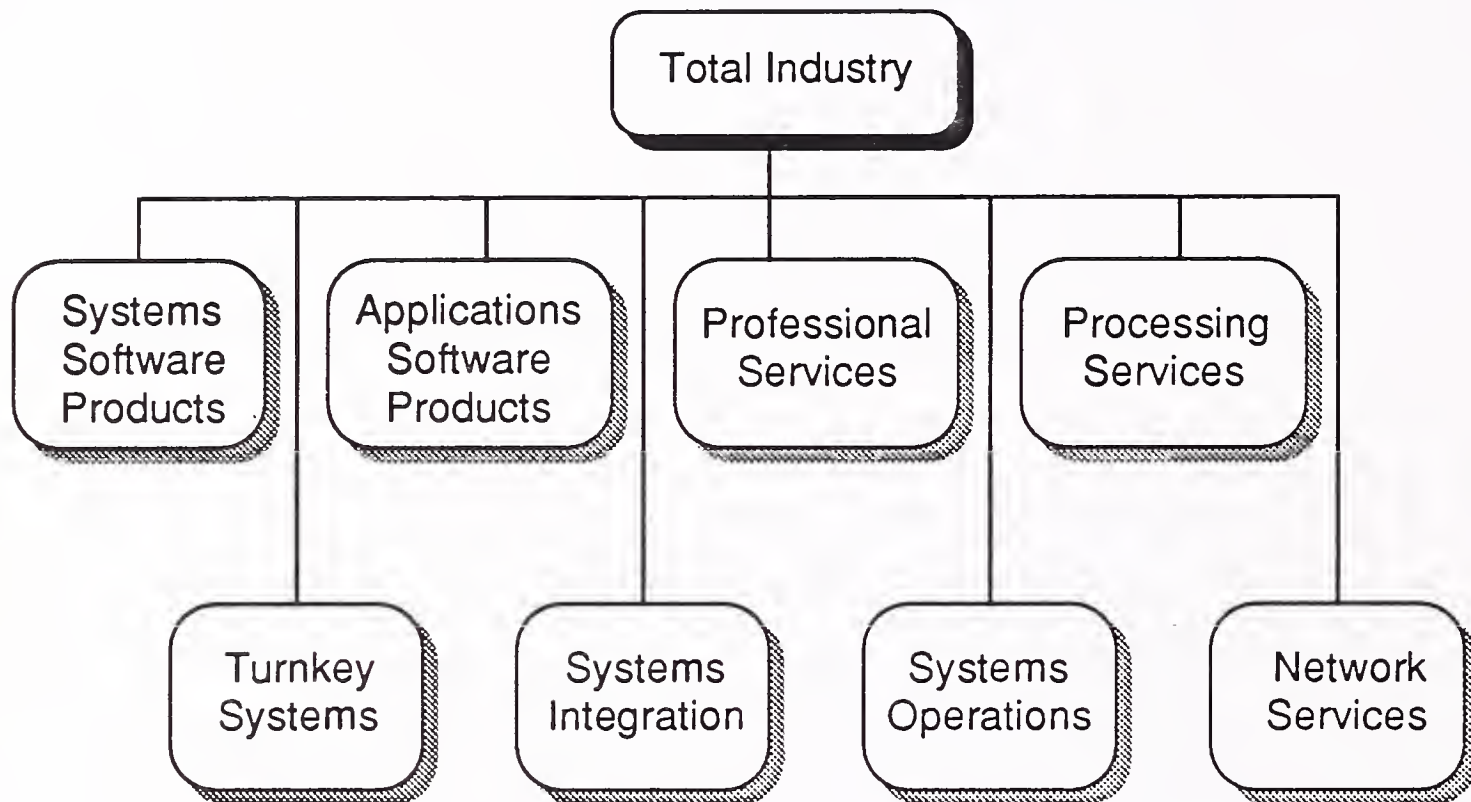 Total Industry
Systems
Software
Products
Applications
Software
Products
Professional
Services
Processing
Services
Turnkey
Systems
Systems
Integration
Systems
Operations
Network
Services